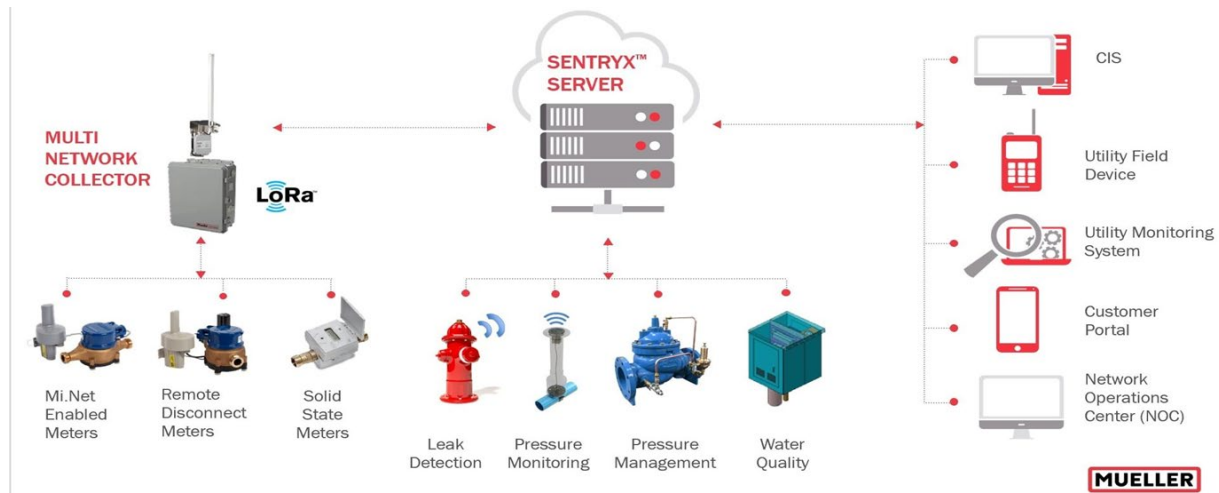 SENTRYX™
SERVER
MULTI
NETWORK
COLLECTOR
LoRa™
Mi.Net
Enabled
Meters
Remote
Disconnect
Meters
Solid
State
Meters
Leak
Detection
Pressure
Monitoring
Pressure
Management
Water
Quality
CIS
Utility Field
Device
Utility Monitoring
System
Customer
Portal
Network
Operations
Center (NOC)
MUELLER